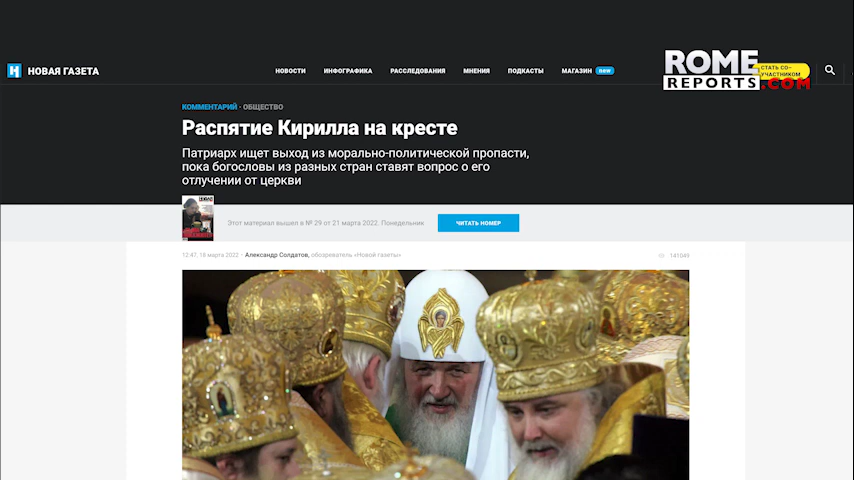 Н НОВАЯ ГАЗЕТА
НОВОСТИ ИНФОГРАФИКА РАССЛЕДОВАНИЯ МНЕНИЯ ПОДКАСТЫ МАГАЗИН new
СТАТЬ СО-
УЧАСТНИКОМ
ROME
REPORTS.COM
КОММЕНТАРИЙ · ОБЩЕСТВО
Распятие Кирилла на кресте
Патриарх ищет выход из морально-политической пропасти,
пока богословы из разных стран ставят вопрос о его
отлучении от церкви
Этот материал вышел в № 29 от 21 марта 2022. Понедельник
ЧИТАТЬ НОМЕР
12:47, 18 марта 2022 · Александр Солдатов, обозреватель «Новой газеты»
141049